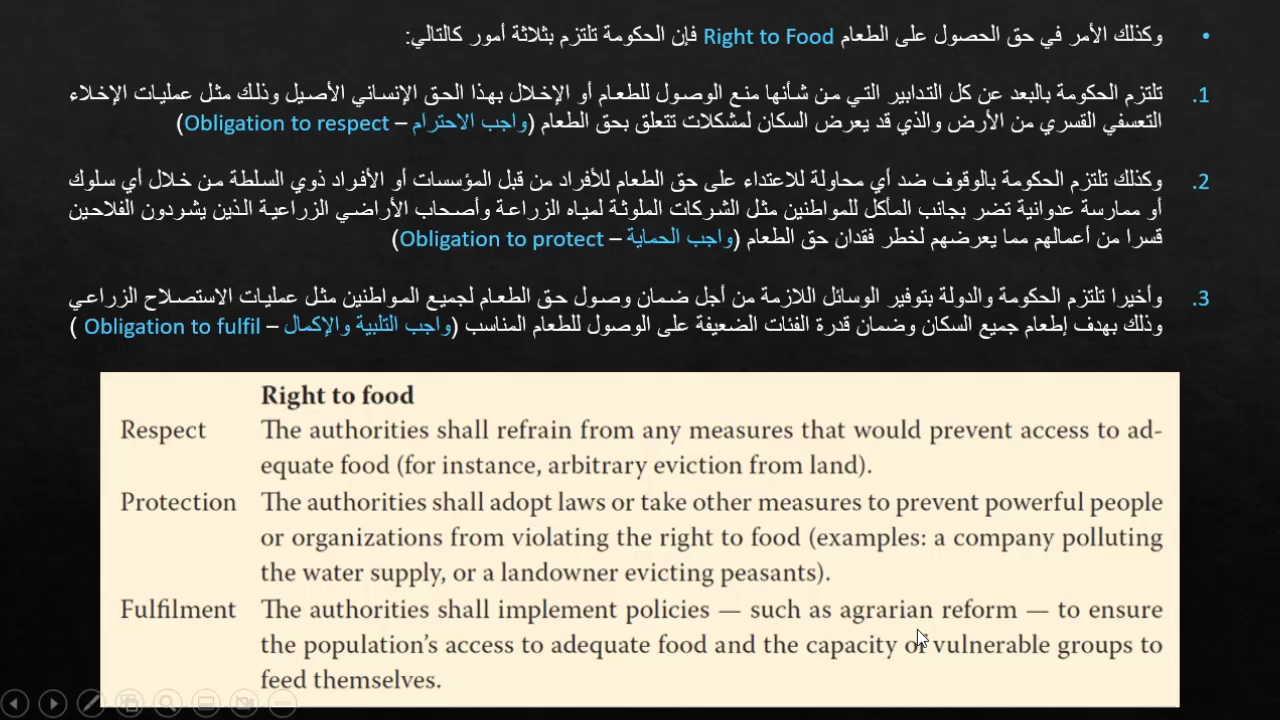 • وكذلك الأمر في حق الحصول على الطعام Right to Food فإن الحكومة تلتزم بثلاثة أمور كالتالي:
1. تلتزم الحكومة بالبعد عن كل التدابير التي من شأنها منع الوصول للطعام أو الإخلال بهذا الحق الإنساني الأصيل وذلك مثل عمليات الإخلاء
التعسفي القسري من الأرض والذي قد يعرض السكان لمشكلات تتعلق بحق الطعام (واجب الاحترام – Obligation to respect)
2. وكذلك تلتزم الحكومة بالوقوف ضد أي محاولة للاعتداء على حق الطعام للأفراد من قبل المؤسسات أو الأفراد ذوي السلطة من خلال أي سلوك
أو ممارسة عدوانية تضر بجانب المأكل للمواطنين مثل الشركات الملوثة لمياه الزراعة وأصحاب الأراضي الزراعية الذين يشردون الفلاحين
قسرا من أعمالهم مما يعرضهم لخطر فقدان حق الطعام (واجب الحماية – Obligation to protect)
3. وأخيرا تلتزم الحكومة والدولة بتوفير الوسائل اللازمة من أجل ضمان وصول حق الطعام لجميع المواطنين مثل عمليات الاستصلاح الزراعي
وذلك بهدف إطعام جميع السكان وضمان قدرة الفئات الضعيفة على الوصول للطعام المناسب (واجب التلبية والإكمال – Obligation to fulfil )
Right to food
Respect The authorities shall refrain from any measures that would prevent access to ad-
equate food (for instance, arbitrary eviction from land).
Protection The authorities shall adopt laws or take other measures to prevent powerful people
or organizations from violating the right to food (examples: a company polluting
the water supply, or a landowner evicting peasants).
Fulfilment The authorities shall implement policies — such as agrarian reform — to ensure
the population's access to adequate food and the capacity of vulnerable groups to
feed themselves.